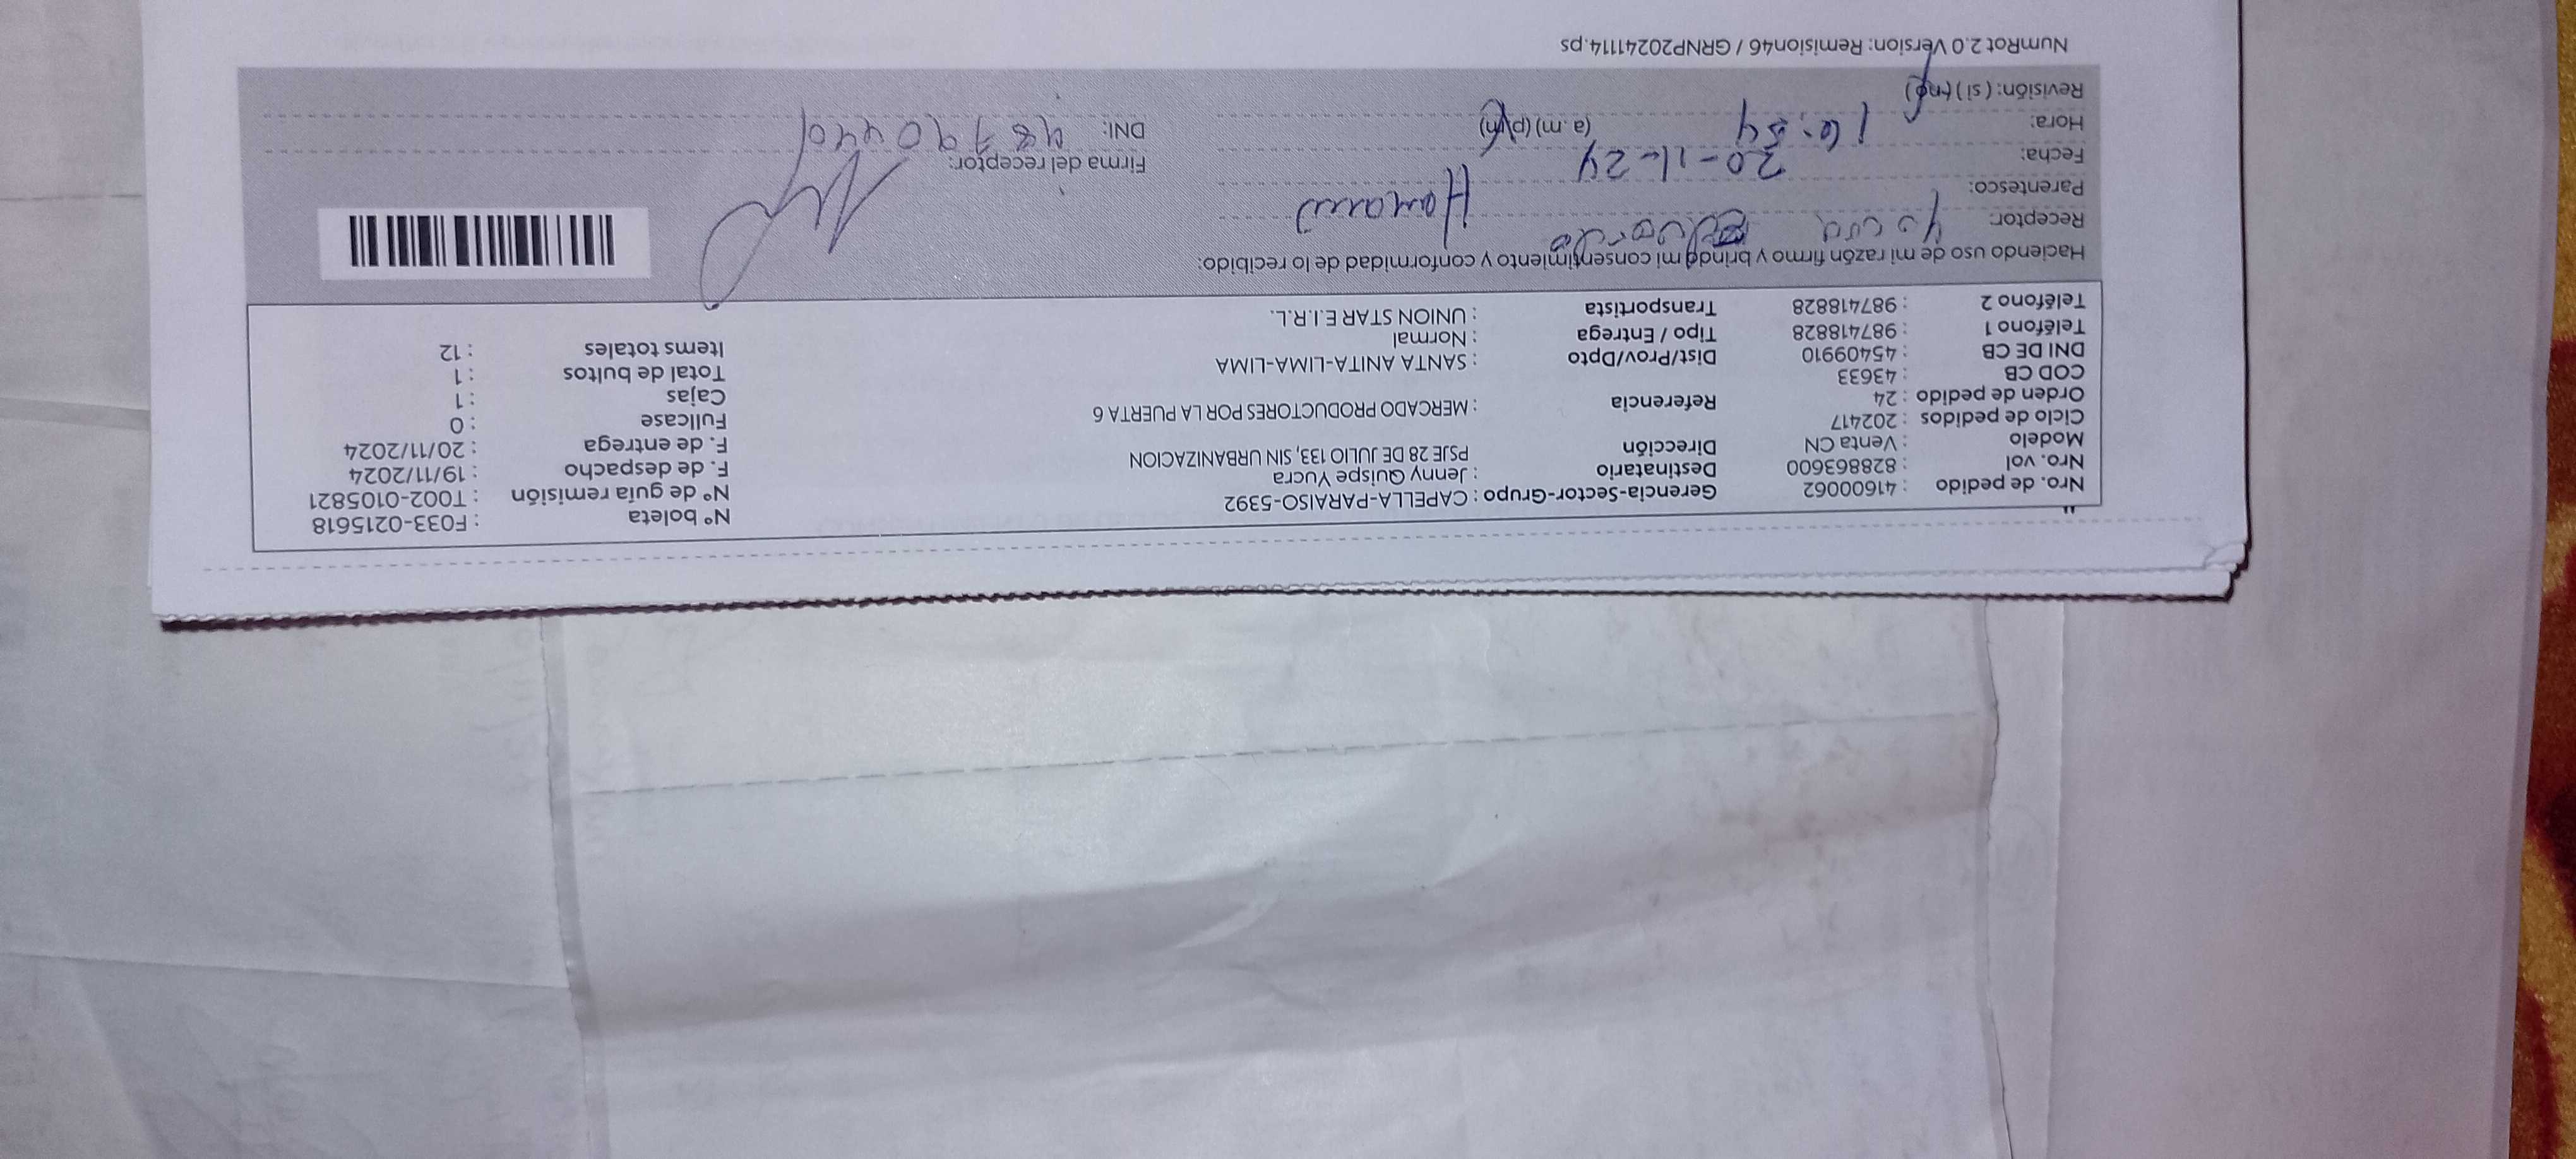 Nro. de pedido : 41600062 Gerencia-Sector-Grupo : CAPELLA-PARAISO-5392 Nº boleta : F033-0215618
Nro. vol : 828863600 Destinatario : Jenny Quispe Yucra Nº de guía remisión : T002-0105821
Modelo : Venta CN Dirección PSJE 28 DE JULIO 133, SIN URBANIZACION F. de despacho : 19/11/2024
Ciclo de pedidos : 202417 F. de entrega : 20/11/2024
Orden de pedido : 24 Referencia : MERCADO PRODUCTORES POR LA PUERTA 6 Fullcase : 0
COD CB : 43633 Cajas : 1
DNI DE CB : 45409910 Dist/Prov/Dpto : SANTA ANITA-LIMA-LIMA Total de bultos : 1
Teléfono 1 : 987418828 Tipo / Entrega : Normal Items totales : 12
Teléfono 2 : 987418828 Transportista : UNION STAR E.I.R.L.
Haciendo uso de mi razón firmo y brindo mi consentimiento y conformidad de lo recibido:
Receptor: Eduardo Hamani
Parentesco:
Fecha: 20-11-24 Firma del receptor:
Hora: 16:54 (a.m) (p.m) DNI:
Revisión: (si) (no)
NumRot 2.0 Version: Remision46 / GRNP20241114.ps